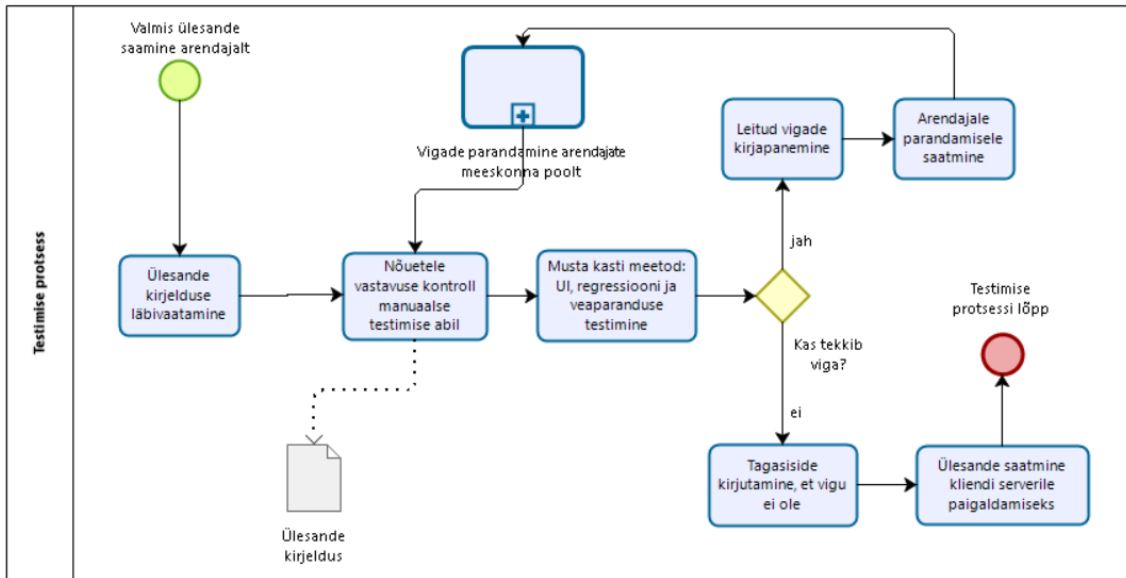 Testimise protsess
Valmis ülesande
saamine arendajalt
Vigade parandamine arendajate
meeskonna poolt
Leitud vigade
kirjapanemine
Arendajale
parandamisele
saatmine
jah
Ülesande
kirjelduse
läbivaatamine
Nõuetele
vastavuse kontroll
manuaalse
testimise abil
Musta kasti meetod:
UI, regressiooni ja
veaparanduse
testimine
Kas tekkib
viga?
Testimise
protsessi lõpp
ei
Ülesande
kirjeldus
Tagasiside
kirjutamine, et vigu
ei ole
Ülesande saatmine
kliendi serverile
paigaldamiseks